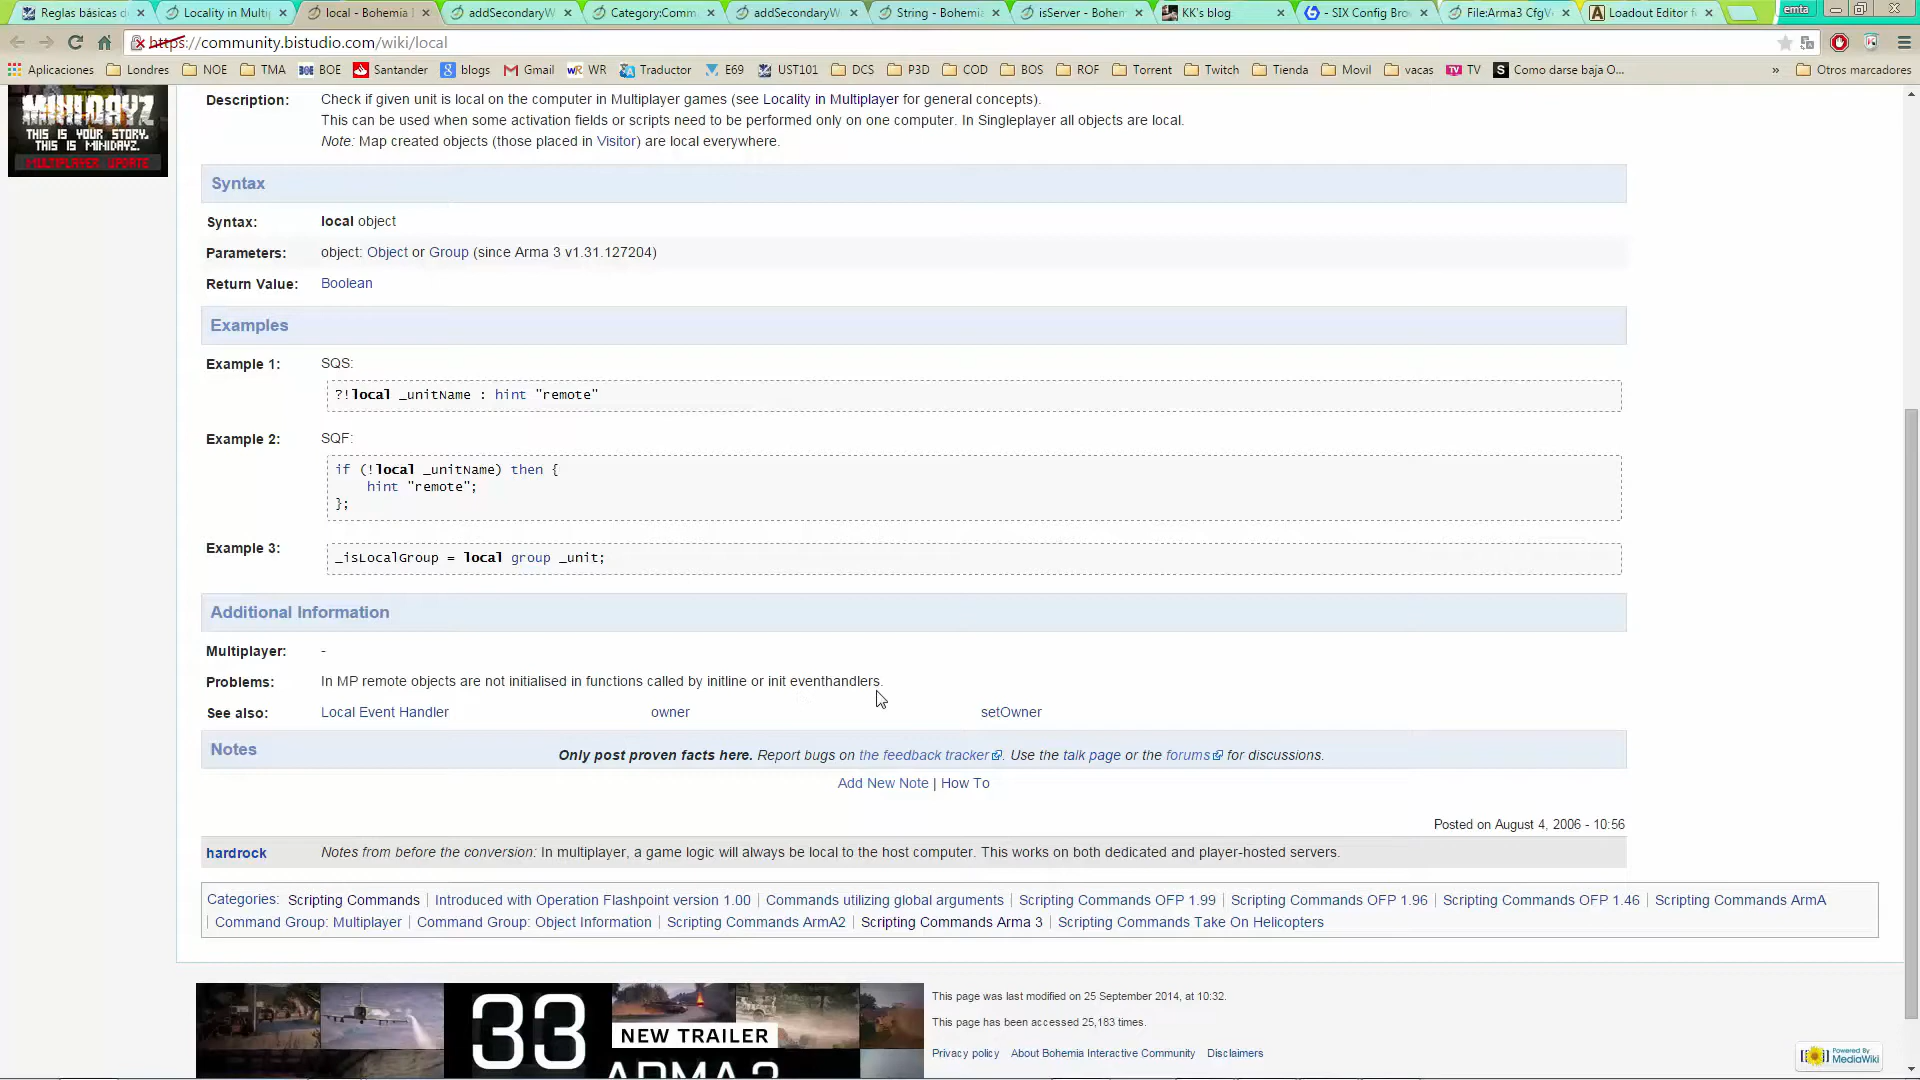 Reglas básicas d
Locality in Multip
local - Bohemia I
addSecondaryW
Category:Comm
addSecondaryW
String - Bohemia
isServer - Bohem
KK's blog
- SIX Config Bro
File:Arma3 CfgV
Loadout Editor f
emta
https://community.bistudio.com/wiki/local
Aplicaciones
Londres
NOE
TMA
BOE
Santander
blogs
Gmail
WR
Traductor
E69
UST101
DCS
P3D
COD
BOS
ROF
Torrent
Twitch
Tienda
Movil
vacas
TV
Como darse baja O...
»
Otros marcadores
MINIDAYZ
THIS IS YOUR STORY.
THIS IS MINIDAYZ.
MULTIPLAYER UPDATE
Description: Check if given unit is local on the computer in Multiplayer games (see Locality in Multiplayer for general concepts).
This can be used when some activation fields or scripts need to be performed only on one computer. In Singleplayer all objects are local.
Note: Map created objects (those placed in Visitor) are local everywhere.
Syntax
Syntax: local object
Parameters: object: Object or Group (since Arma 3 v1.31.127204)
Return Value: Boolean
Examples
Example 1: SQS:
?!local _unitName : hint "remote"
Example 2: SQF:
if (!local _unitName) then {
hint "remote";
};
Example 3: _isLocalGroup = local group _unit;
Additional Information
Multiplayer: -
Problems: In MP remote objects are not initialised in functions called by initline or init eventhandlers.
See also: Local Event Handler owner setOwner
Notes Only post proven facts here. Report bugs on the feedback tracker. Use the talk page or the forums for discussions.
Add New Note | How To
Posted on August 4, 2006 - 10:56
hardrock Notes from before the conversion: In multiplayer, a game logic will always be local to the host computer. This works on both dedicated and player-hosted servers.
Categories: Scripting Commands | Introduced with Operation Flashpoint version 1.00 | Commands utilizing global arguments | Scripting Commands OFP 1.99 | Scripting Commands OFP 1.96 | Scripting Commands OFP 1.46 | Scripting Commands ArmA
| Command Group: Multiplayer | Command Group: Object Information | Scripting Commands ArmA2 | Scripting Commands Arma 3 | Scripting Commands Take On Helicopters
33
NEW TRAILER
ARMA 3
This page was last modified on 25 September 2014, at 10:32.
This page has been accessed 25,183 times.
Privacy policy About Bohemia Interactive Community Disclaimers
Powered By
MediaWiki